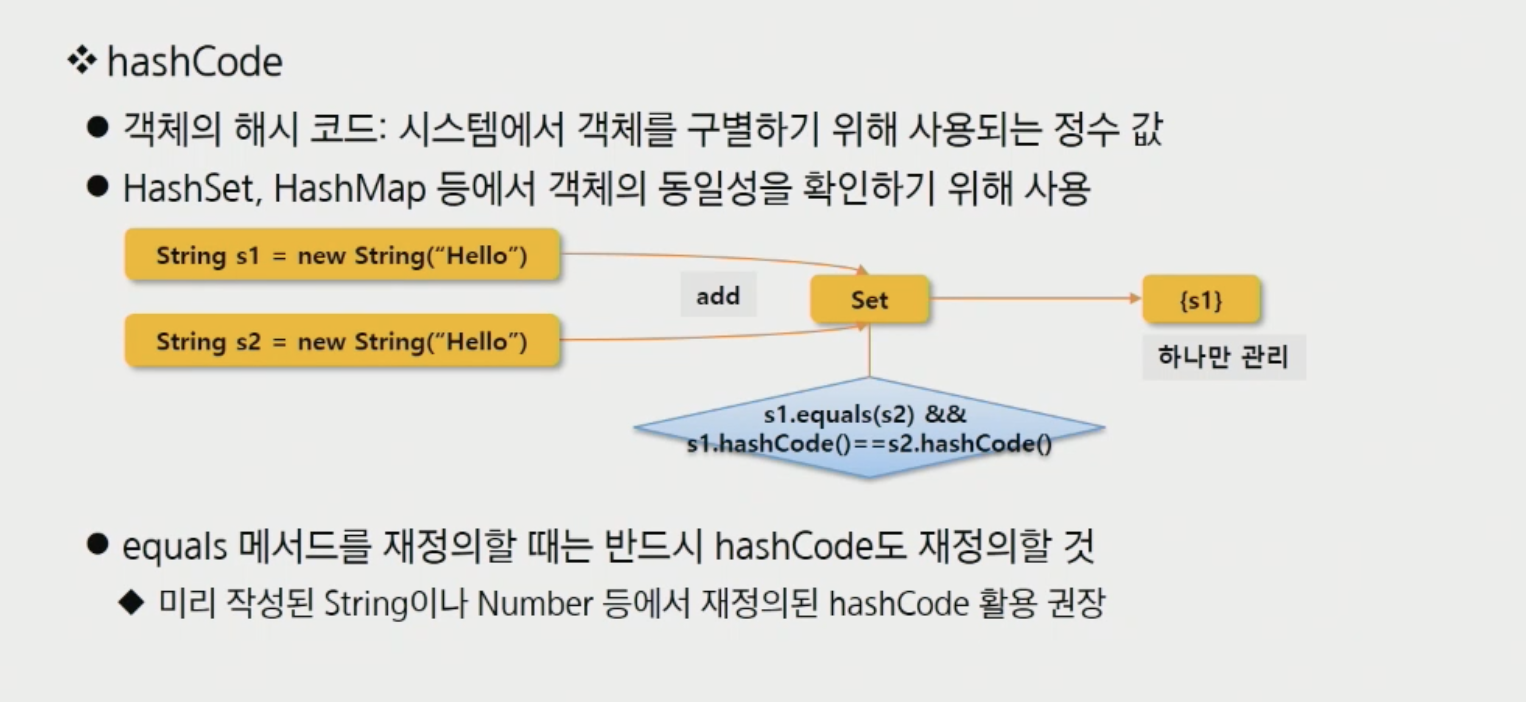 ❖ hashCode
● 객체의 해시 코드: 시스템에서 객체를 구별하기 위해 사용되는 정수 값
● HashSet, HashMap 등에서 객체의 동일성을 확인하기 위해 사용
String s1 = new String(“Hello”)
add
Set
{s1}
String s2 = new String(“Hello”)
하나만 관리
s1.equals(s2) &&
s1.hashCode()==s2.hashCode()
● equals 메서드를 재정의할 때는 반드시 hashCode도 재정의할 것
◆ 미리 작성된 String이나 Number 등에서 재정의된 hashCode 활용 권장